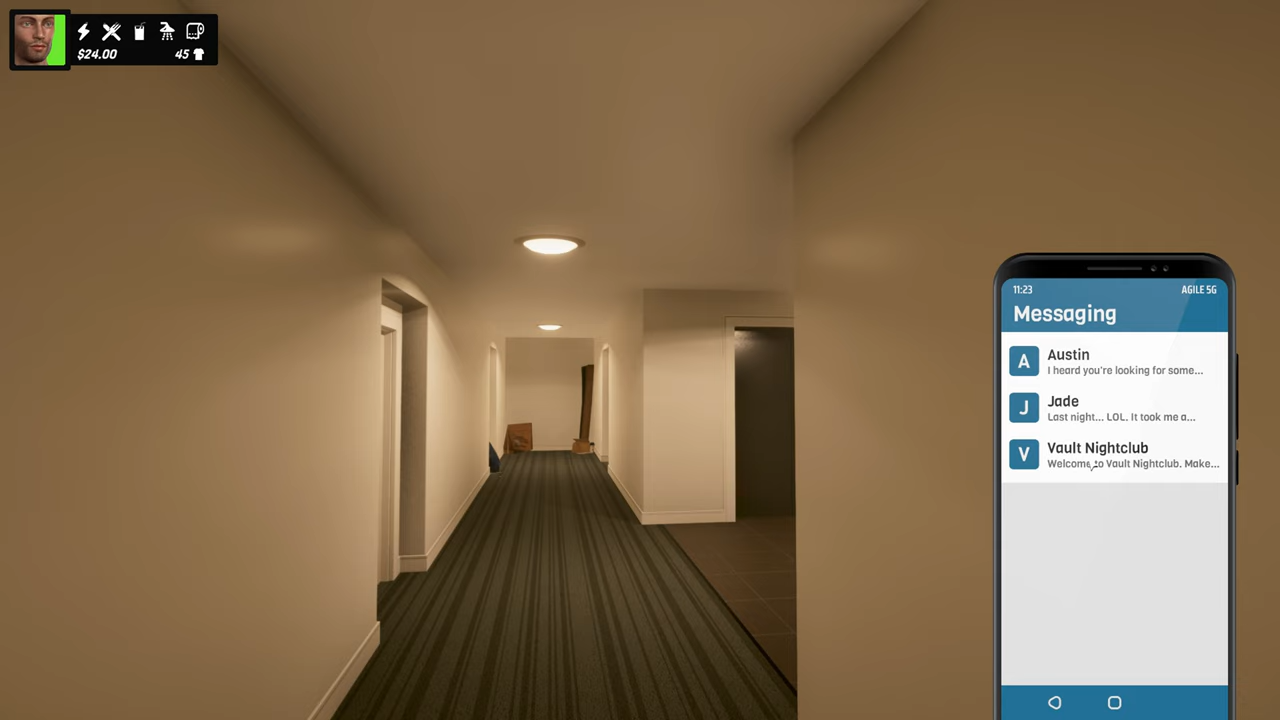 $24.00
45
11:23
AGILE 5G
Messaging
A
Austin
I heard you're looking for some...
J
Jade
Last night... LOL. It took me a...
V
Vault Nightclub
Welcome to Vault Nightclub. Make...